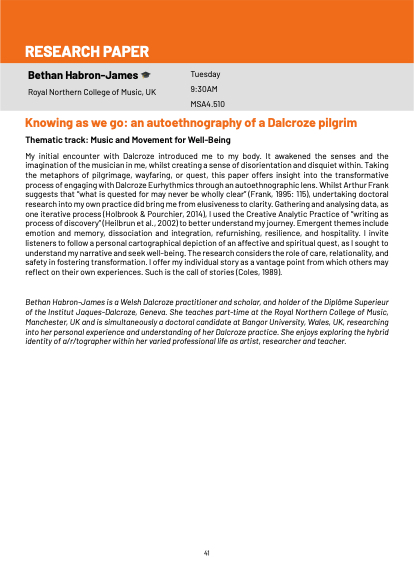 RESEARCH PAPER
Bethan Habron-James
Royal Northern College of Music, UK
Tuesday
9:30AM
MSA4.510
Knowing as we go: an autoethnography of a Dalcroze pilgrim
Thematic track: Music and Movement for Well-Being
My initial encounter with Dalcroze introduced me to my body. It awakened the senses and the
imagination of the musician in me, whilst creating a sense of disorientation and disquiet within. Taking
the metaphors of pilgrimage, wayfaring, or quest, this paper offers insight into the transformative
process of engaging with Dalcroze Eurhythmics through an autoethnographic lens. Whilst Arthur Frank
suggests that "what is quested for may never be wholly clear" (Frank, 1995: 115), undertaking doctoral
research into my own practice did bring me from elusiveness to clarity. Gathering and analysing data, as
one iterative process (Holbrook & Pourchier, 2014), I used the Creative Analytic Practice of "writing as
process of discovery" (Heilbrun et al., 2002) to better understand my journey. Emergent themes include
emotion and memory, dissociation and integration, refurnishing, resilience, and hospitality. I invite
listeners to follow a personal cartographical depiction of an affective and spiritual quest, as I sought to
understand my narrative and seek well-being. The research considers the role of care, relationality, and
safety in fostering transformation. I offer my individual story as a vantage point from which others may
reflect on their own experiences. Such is the call of stories (Coles, 1989).
Bethan Habron-James is a Welsh Dalcroze practitioner and scholar, and holder of the Diplôme Superieur
of the Institut Jaques-Dalcroze, Geneva. She teaches part-time at the Royal Northern College of Music,
Manchester, UK and is simultaneously a doctoral candidate at Bangor University, Wales, UK, researching
into her personal experience and understanding of her Dalcroze practice. She enjoys exploring the hybrid
identity of a/r/tographer within her varied professional life as artist, researcher and teacher.
41